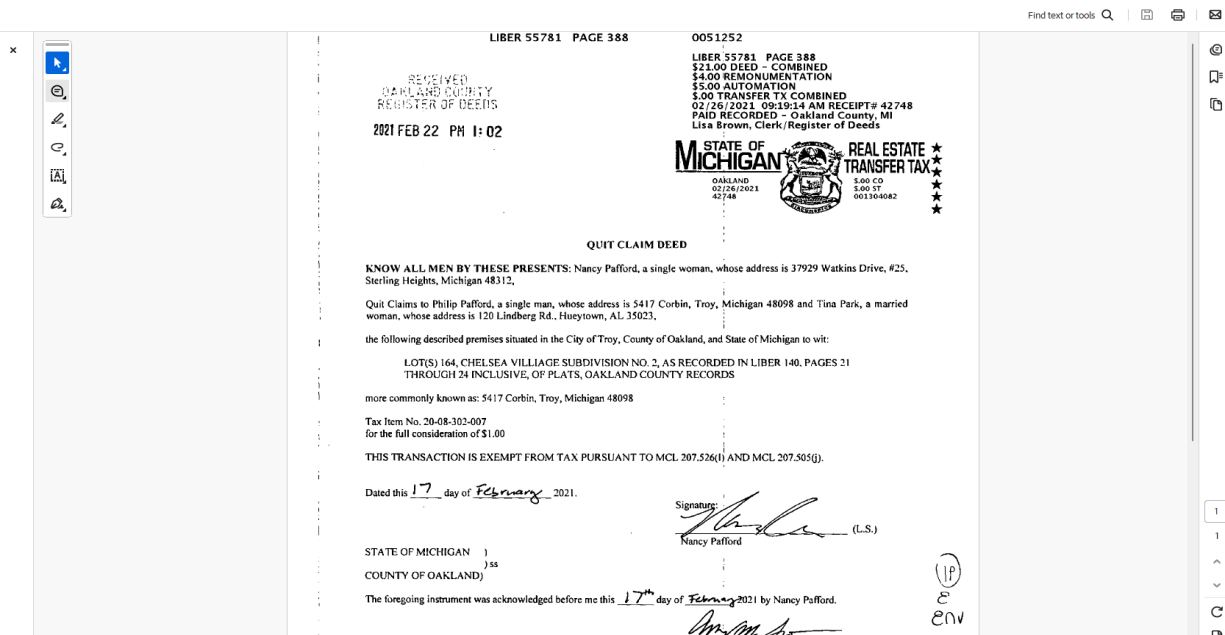 Find text or tools
LIBER 55781 PAGE 388
0051252
LIBER 55781 PAGE 388
$21.00 DEED - COMBINED
$4.00 REMONUMENTATION
$5.00 AUTOMATION
$.00 TRANSFER TX COMBINED
02/26/2021 09:19:14 AM RECEIPT# 42748
PAID RECORDED - Oakland County, MI
Lisa Brown, Clerk/Register of Deeds
RECEIVED
OAKLAND COUNTY
REGISTER OF DEEDS
2021 FEB 22 PM 1:02
STATE OF
MICHIGAN
REAL ESTATE
TRANSFER TAX
OAKLAND
02/26/2021
42748
$.00 CO
$.00 ST
001304082
QUIT CLAIM DEED
KNOW ALL MEN BY THESE PRESENTS: Nancy Pafford, a single woman, whose address is 37929 Watkins Drive, #25,
Sterling Heights, Michigan 48312,
Quit Claims to Philip Pafford, a single man, whose address is 5417 Corbin, Troy, Michigan 48098 and Tina Park, a married
woman, whose address is 120 Lindberg Rd., Hueytown, AL 35023,
the following described premises situated in the City of Troy, County of Oakland, and State of Michigan to wit:
LOT(S) 164, CHELSEA VILLIAGE SUBDIVISION NO. 2, AS RECORDED IN LIBER 140, PAGES 21
THROUGH 24 INCLUSIVE, OF PLATS, OAKLAND COUNTY RECORDS
more commonly known as: 5417 Corbin, Troy, Michigan 48098
Tax Item No. 20-08-302-007
for the full consideration of $1.00
THIS TRANSACTION IS EXEMPT FROM TAX PURSUANT TO MCL 207.526(l) AND MCL 207.505(j).
Dated this 17 day of February 2021.
Signature:
(L.S.)
Nancy Pafford
STATE OF MICHIGAN )
) ss
COUNTY OF OAKLAND)
The foregoing instrument was acknowledged before me this 17th day of February 2021 by Nancy Pafford.
1P
E
env
1
1